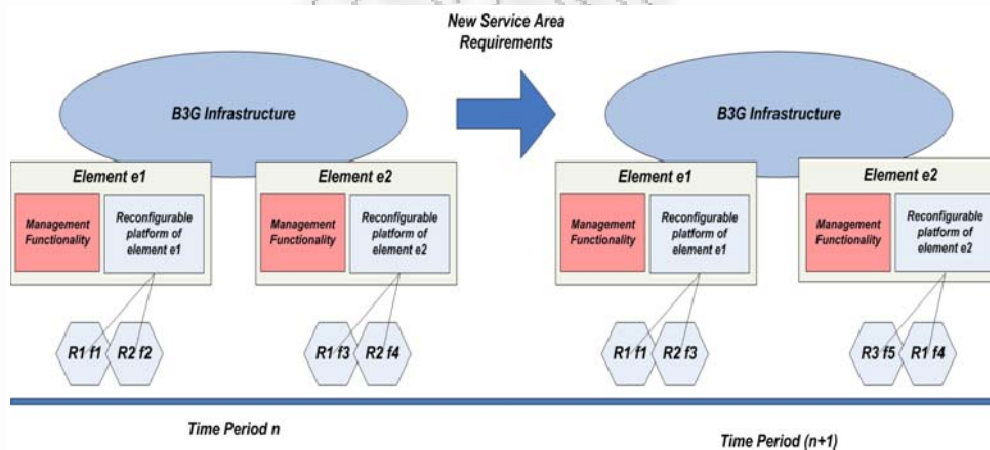 New Service Area
Requirements
B3G Infrastructure
B3G Infrastructure
Element e1
Management
Functionality
Reconfigurable
platform of
element e1
Element e2
Management
Functionality
Reconfigurable
platform of
element e2
Element e1
Management
Functionality
Reconfigurable
platform of
element e1
Element e2
Management
Functionality
Reconfigurable
platform of
element e2
R1 f1
R2 f2
R1 f3
R2 f4
R1 f1
R2 f3
R3 f5
R1 f4
Time Period n
Time Period (n+1)